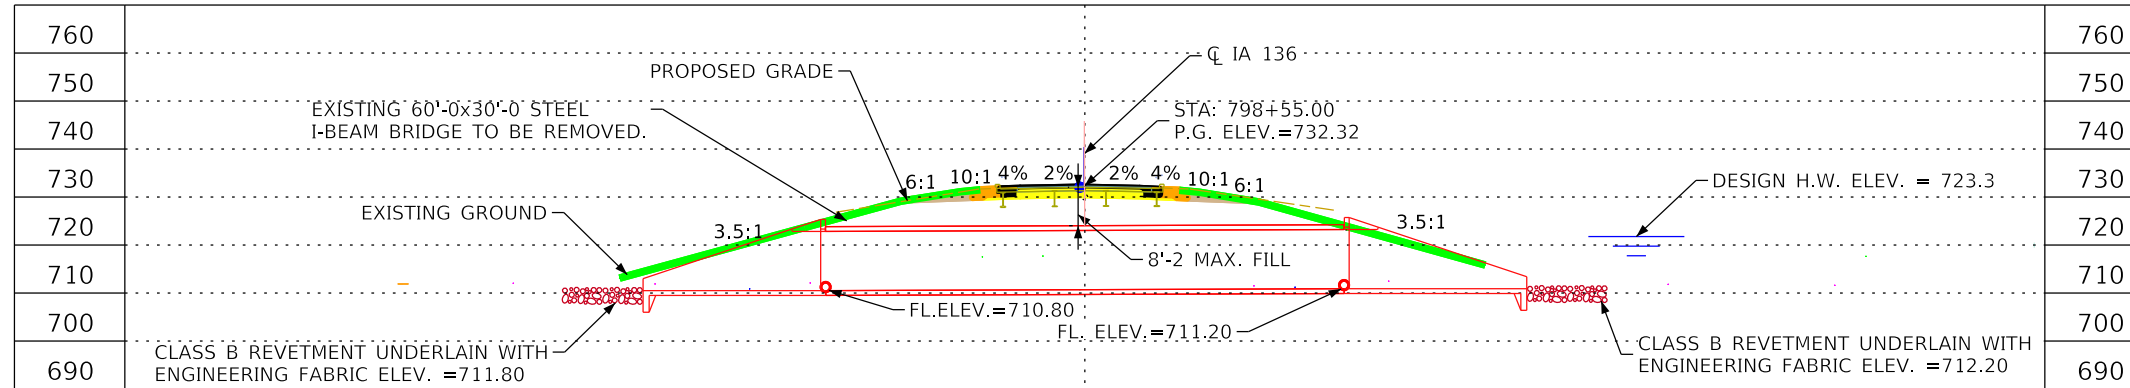 760
760
℄ IA 136
PROPOSED GRADE
750
750
EXISTING 60'-0x30'-0 STEEL
I-BEAM BRIDGE TO BE REMOVED.
STA: 798+55.00
P.G. ELEV.=732.32
740
740
730
6:1
10:1
4%
2%
2%
4%
10:1
6:1
DESIGN H.W. ELEV. = 723.3
730
EXISTING GROUND
720
3.5:1
3.5:1
720
8'-2 MAX. FILL
710
710
FL.ELEV.=710.80
FL. ELEV.=711.20
700
700
CLASS B REVETMENT UNDERLAIN WITH
ENGINEERING FABRIC ELEV. =711.80
CLASS B REVETMENT UNDERLAIN WITH
ENGINEERING FABRIC ELEV. =712.20
690
690